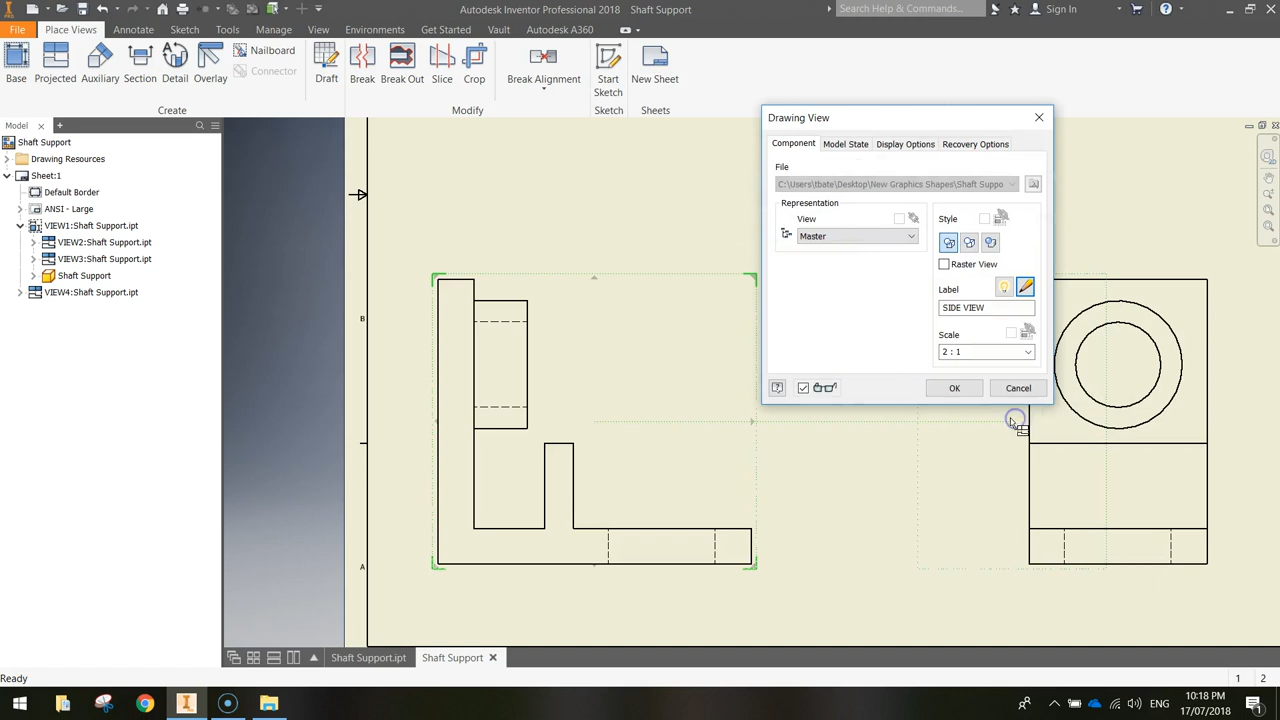 Autodesk Inventor Professional 2018 Shaft Support
Search Help & Commands...
Sign In
File Place Views Annotate Sketch Tools Manage View Environments Get Started Vault Autodesk A360
Base Projected Auxiliary Section Detail Overlay
Nailboard
Connector
Draft Break Break Out Slice Crop Break Alignment
Start Sketch
New Sheet
Create Modify Sketch Sheets
Model
Shaft Support
Drawing Resources
Sheet:1
Default Border
ANSI - Large
VIEW1:Shaft Support.ipt
VIEW2:Shaft Support.ipt
VIEW3:Shaft Support.ipt
Shaft Support
VIEW4:Shaft Support.ipt
B
A
Drawing View
Component Model State Display Options Recovery Options
File
C:\Users\tbate\Desktop\New Graphics Shapes\Shaft Suppo
Representation
View
Master
Style
Raster View
Label
SIDE VIEW
Scale
2 : 1
OK Cancel
Shaft Support.ipt Shaft Support
Ready
1 2
ENG
10:18 PM
17/07/2018